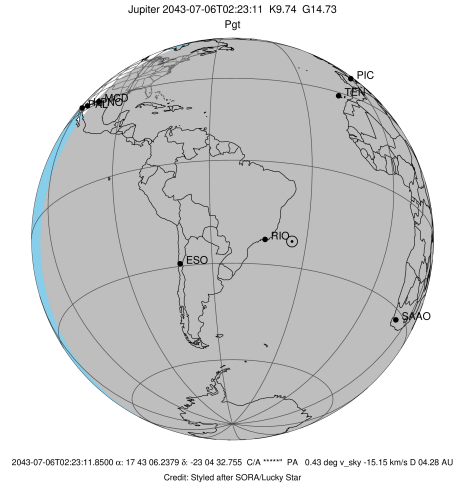 Jupiter 2043-07-06T02:23:11 K9.74 G14.73
Pgt
PIC
TEN
MCD
RIO
ESO
SAAO
2043-07-06T02:23:11.8500 α: 17 43 06.2379 δ: -23 04 32.755 C/A *****" PA 0.43 deg v_sky -15.15 km/s D 04.28 AU
Credit: Styled after SORA/Lucky Star